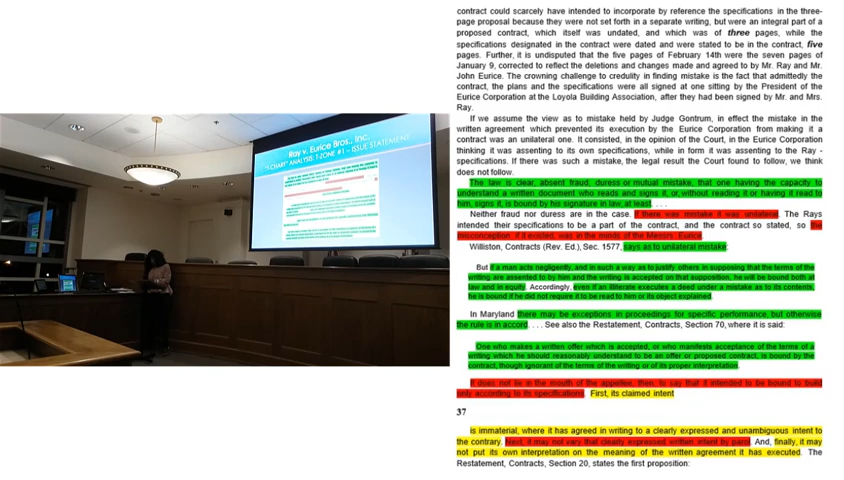 Ray v. Eurice Bros., Inc.
"I-CHART" ANALYSIS: I-ZONE #1 – ISSUE STATEMENT
contract could scarcely have intended to incorporate by reference the specifications in the three-
page proposal because they were not set forth in a separate writing, but were an integral part of a
proposed contract, which itself was undated, and which was of three pages, while the
specifications designated in the contract were dated and were stated to be in the contract, five
pages. Further, it is undisputed that the five pages of February 14th were the seven pages of
January 9, corrected to reflect the deletions and changes made and agreed to by Mr. Ray and Mr.
John Eurice. The crowning challenge to credulity in finding mistake is the fact that admittedly the
contract, the plans and the specifications were all signed at one sitting by the President of the
Eurice Corporation at the Loyola Building Association, after they had been signed by Mr. and Mrs.
Ray.
If we assume the view as to mistake held by Judge Gontrum, in effect the mistake in the
written agreement which prevented its execution by the Eurice Corporation from making it a
contract was an unilateral one. It consisted, in the opinion of the Court, in the Eurice Corporation
thinking it was assenting to its own specifications, while in form it was assenting to the Ray -
specifications. If there was such a mistake, the legal result the Court found to follow, we think
does not follow.
The law is clear, absent fraud, duress or mutual mistake, that one having the capacity to
understand a written document who reads and signs it, or, without reading it or having it read to
him, signs it, is bound by his signature in law, at least. . . .
Neither fraud nor duress are in the case. If there was mistake it was unilateral. The Rays
intended their specifications to be a part of the contract, and the contract so stated, so the
misconception, if it existed, was in the minds of the Messrs. Eurice.
Williston, Contracts (Rev. Ed.), Sec. 1577, says as to unilateral mistake:
But if a man acts negligently, and in such a way as to justify others in supposing that the terms of the
writing are assented to by him and the writing is accepted on that supposition, he will be bound both at
law and in equity. Accordingly, even if an illiterate executes a deed under a mistake as to its contents,
he is bound if he did not require it to be read to him or its object explained.
In Maryland there may be exceptions in proceedings for specific performance, but otherwise
the rule is in accord. . . . See also the Restatement, Contracts, Section 70, where it is said:
One who makes a written offer which is accepted, or who manifests acceptance of the terms of a
writing which he should reasonably understand to be an offer or proposed contract, is bound by the
contract, though ignorant of the terms of the writing or of its proper interpretation.
It does not lie in the mouth of the appellee, then, to say that it intended to be bound to build
only according to its specifications. First, its claimed intent
37
is immaterial, where it has agreed in writing to a clearly expressed and unambiguous intent to
the contrary. Next, it may not vary that clearly expressed written intent by parol. And, finally, it may
not put its own interpretation on the meaning of the written agreement it has executed. The
Restatement, Contracts, Section 20, states the first proposition: